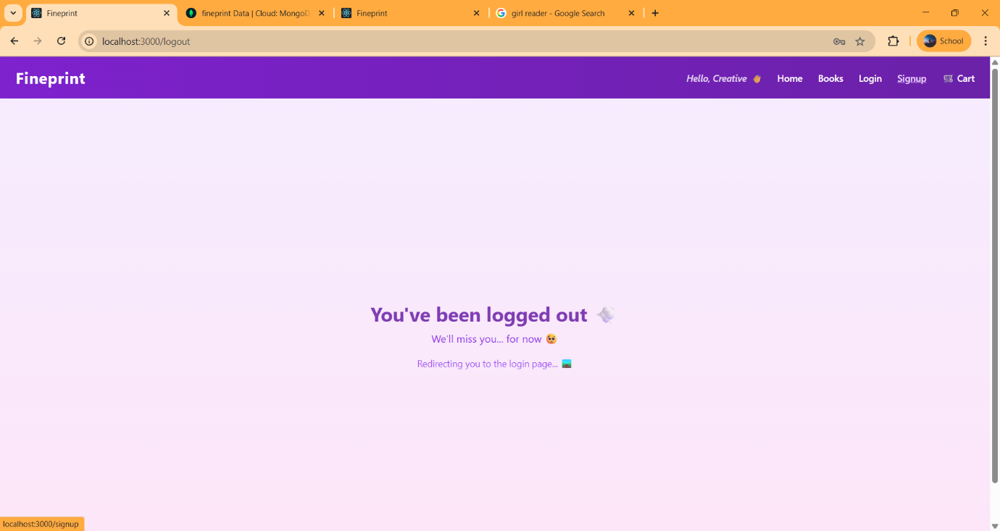 Fineprint
fineprint Data | Cloud: MongoD
Fineprint
girl reader - Google Search
localhost:3000/logout
School
Fineprint
Hello, Creative 👋
Home
Books
Login
Signup
🛒 Cart
You've been logged out 💨
We'll miss you... for now 🥺
Redirecting you to the login page... 🛣️
localhost:3000/signup